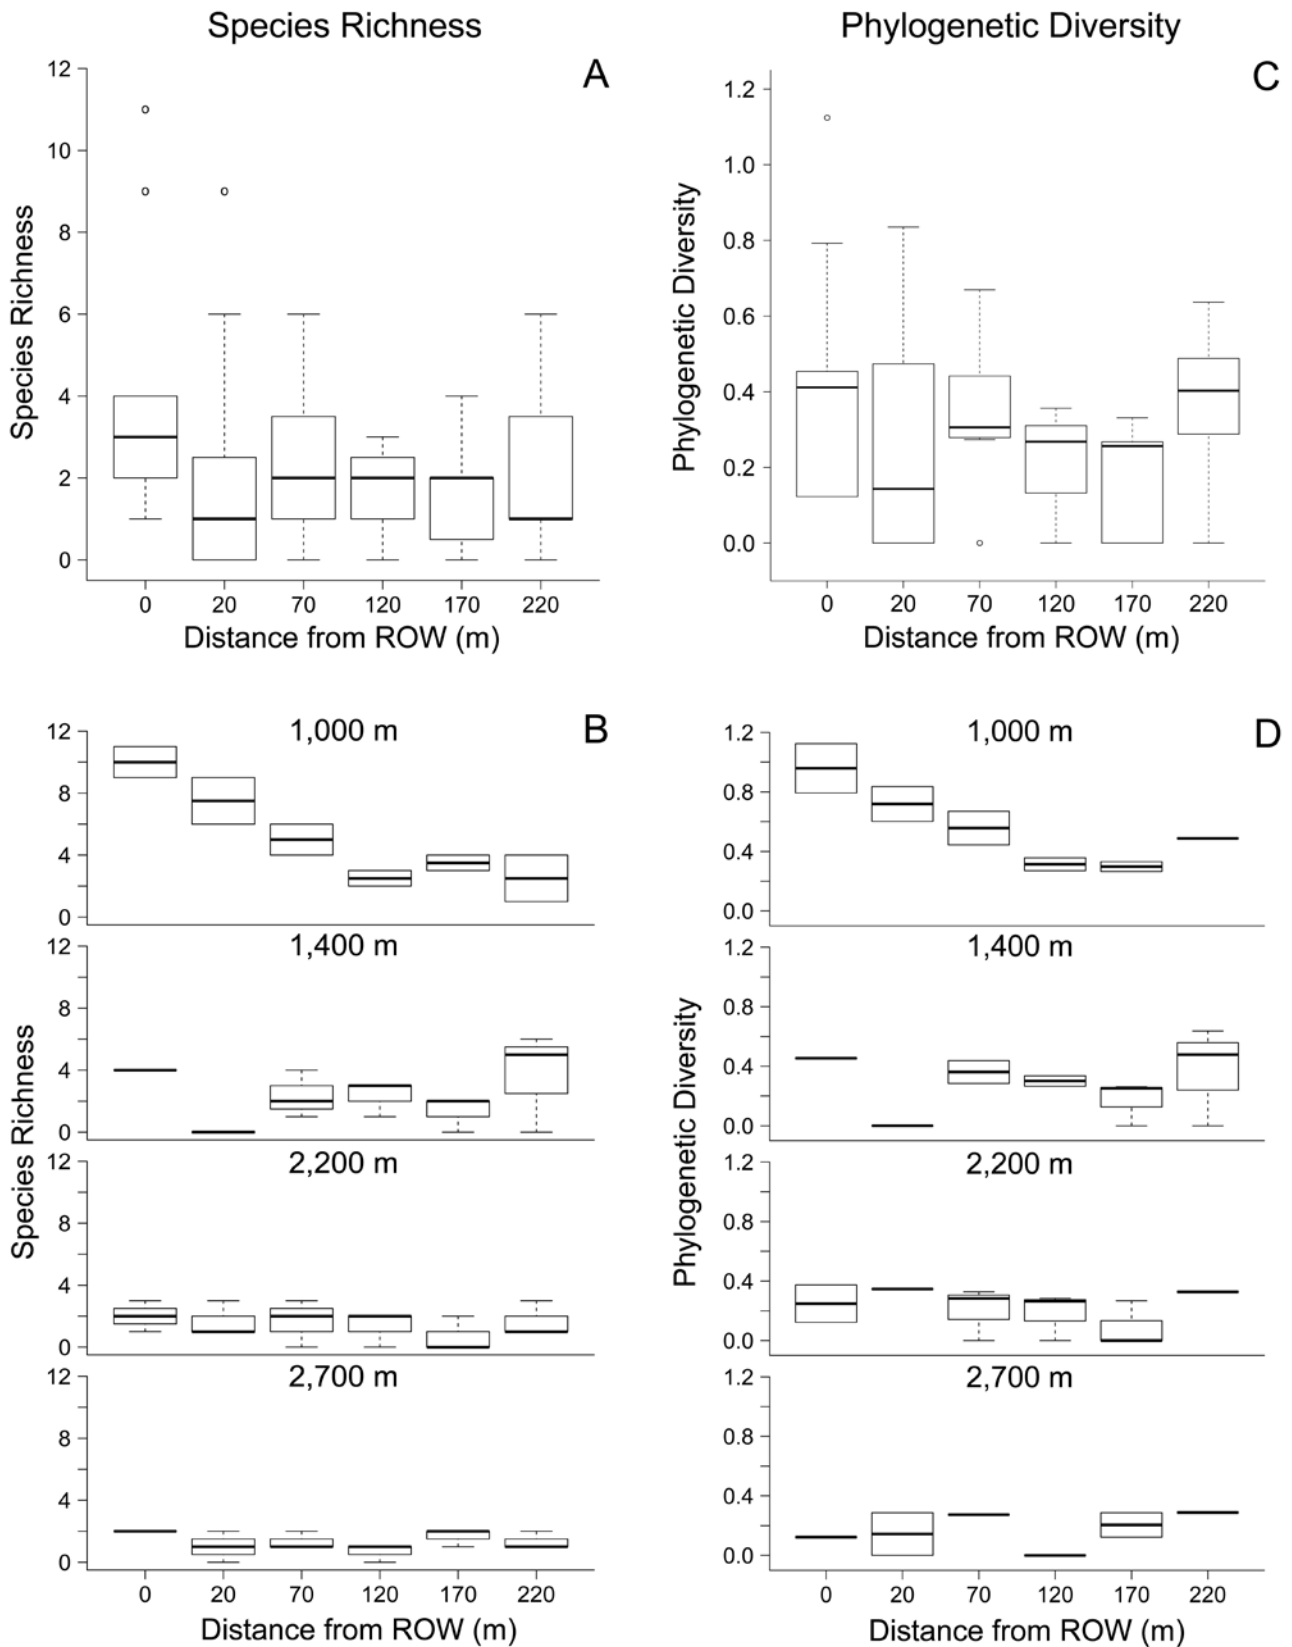 Species Richness
Phylogenetic Diversity
A
12
10
8
6
4
2
0
Species Richness
0 20 70 120 170 220
Distance from ROW (m)
C
1.2
1.0
0.8
0.6
0.4
0.2
0.0
Phylogenetic Diversity
0 20 70 120 170 220
Distance from ROW (m)
B
Species Richness
1,000 m
12
8
4
0
1,400 m
12
8
4
0
2,200 m
12
8
4
0
2,700 m
12
8
4
0
0 20 70 120 170 220
Distance from ROW (m)
D
Phylogenetic Diversity
1,000 m
1.2
0.8
0.4
0.0
1,400 m
1.2
0.8
0.4
0.0
2,200 m
1.2
0.8
0.4
0.0
2,700 m
1.2
0.8
0.4
0.0
0 20 70 120 170 220
Distance from ROW (m)